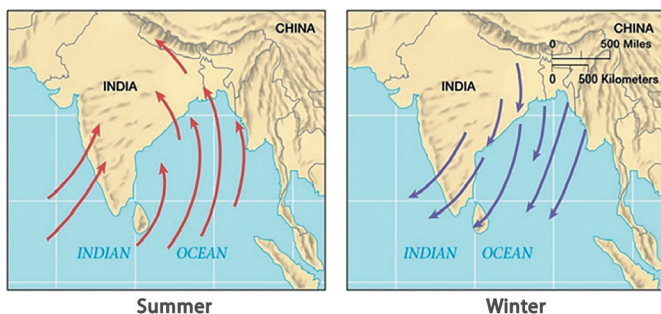 CHINA
INDIA
INDIAN OCEAN
Summer
CHINA
0 500 Miles
0 500 Kilometers
INDIA
INDIAN OCEAN
Winter